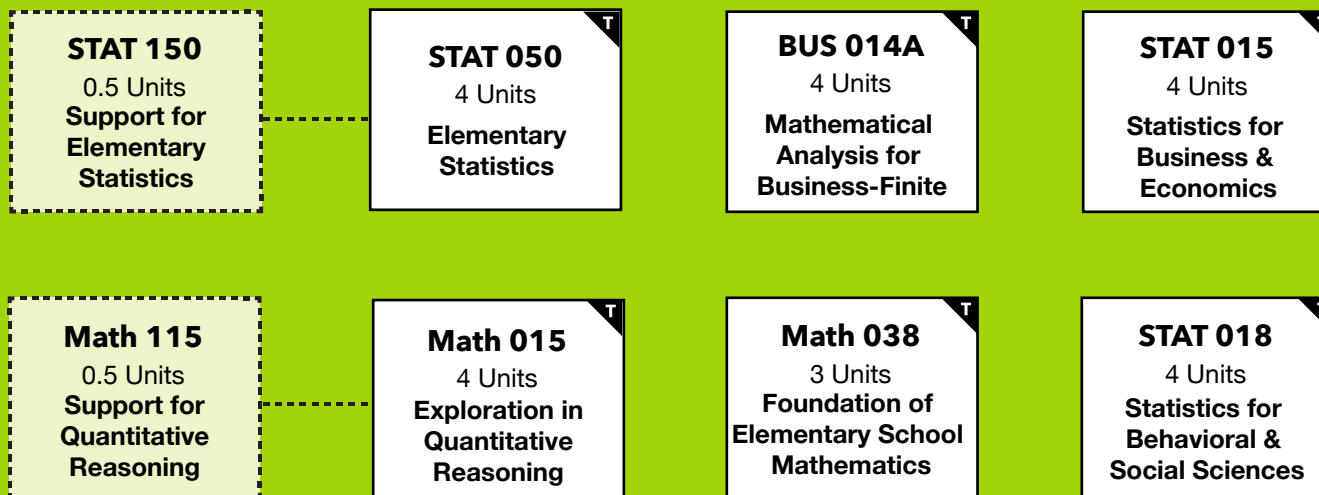 STAT 150
0.5 Units
Support for
Elementary
Statistics
T
STAT 050
4 Units
Elementary
Statistics
T
BUS 014A
4 Units
Mathematical
Analysis for
Business-Finite
T
STAT 015
4 Units
Statistics for
Business &
Economics
Math 115
0.5 Units
Support for
Quantitative
Reasoning
T
Math 015
4 Units
Exploration in
Quantitative
Reasoning
T
Math 038
3 Units
Foundation of
Elementary School
Mathematics
T
STAT 018
4 Units
Statistics for
Behavioral &
Social Sciences